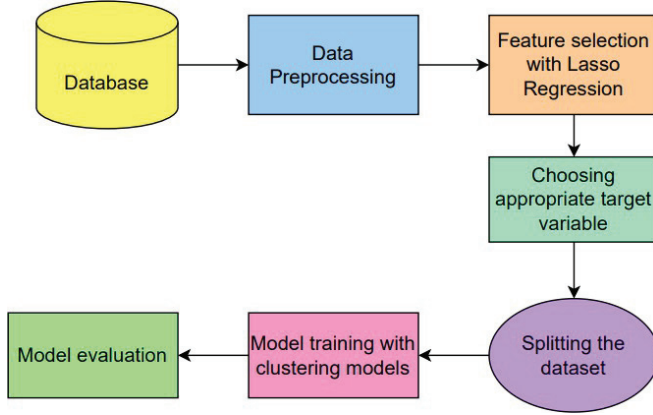 Database
Data
Preprocessing
Feature selection
with Lasso
Regression
Choosing
appropriate target
variable
Splitting the
dataset
Model training with
clustering models
Model evaluation